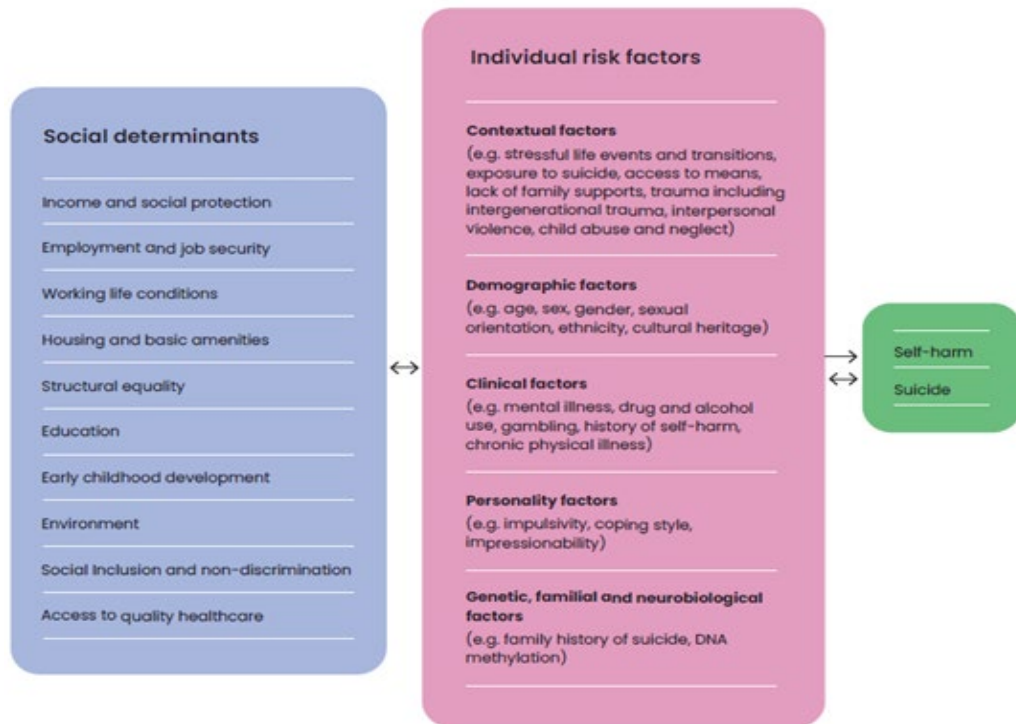 Social determinants
Income and social protection
Employment and job security
Working life conditions
Housing and basic amenities
Structural equality
Education
Early childhood development
Environment
Social Inclusion and non-discrimination
Access to quality healthcare
Individual risk factors
Contextual factors
(e.g. stressful life events and transitions,
exposure to suicide, access to means,
lack of family supports, trauma including
intergenerational trauma, interpersonal
violence, child abuse and neglect)
Demographic factors
(e.g. age, sex, gender, sexual
orientation, ethnicity, cultural heritage)
Clinical factors
(e.g. mental illness, drug and alcohol
use, gambling, history of self-harm,
chronic physical illness)
Personality factors
(e.g. impulsivity, coping style,
impressionability)
Genetic, familial and neurobiological
factors
(e.g. family history of suicide, DNA
methylation)
Self-harm
Suicide